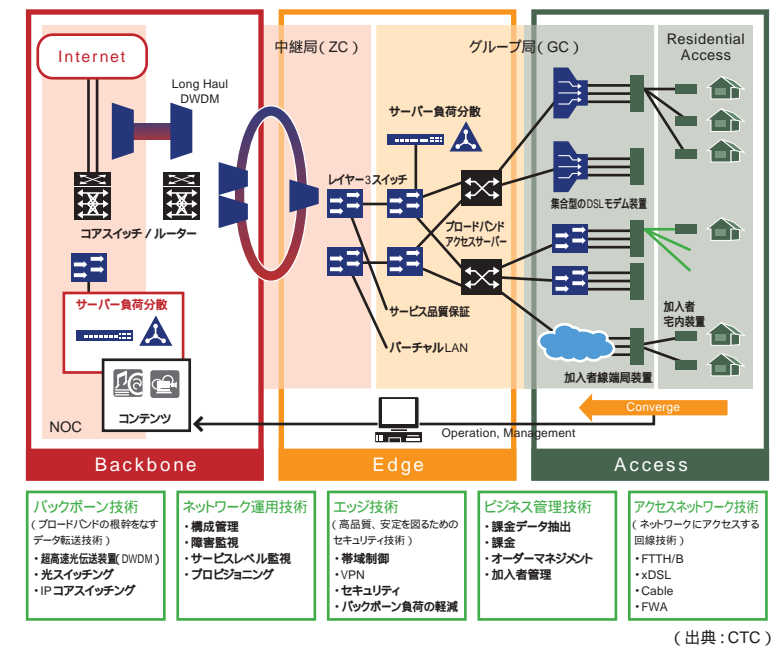 Internet
Long Haul
DWDM
コアスイッチ / ルーター
サーバー負荷分散
コンテンツ
NOC
中継局( ZC )
グループ局( GC )
サーバー負荷分散
レイヤー3スイッチ
ブロードバンド
アクセスサーバー
サービス品質保証
バーチャルLAN
Residential
Access
集合型のDSLモデム装置
加入者
宅内装置
加入者線端局装置
Converge
Operation, Management
Backbone
Edge
Access
バックボーン技術
( ブロードバンドの根幹をなす
データ転送技術 )
・超高速光伝送装置( DWDM )
・光スイッチング
・IPコアスイッチング
ネットワーク運用技術
・構成管理
・障害監視
・サービスレベル監視
・プロビジョニング
エッジ技術
( 高品質、安定を図るための
セキュリティ技術 )
・帯域制御
・VPN
・セキュリティ
・バックボーン負荷の軽減
ビジネス管理技術
・課金データ抽出
・課金
・オーダーマネジメント
・加入者管理
アクセスネットワーク技術
( ネットワークにアクセスする
回線技術 )
・FTTH/B
・xDSL
・Cable
・FWA
( 出典 : CTC )